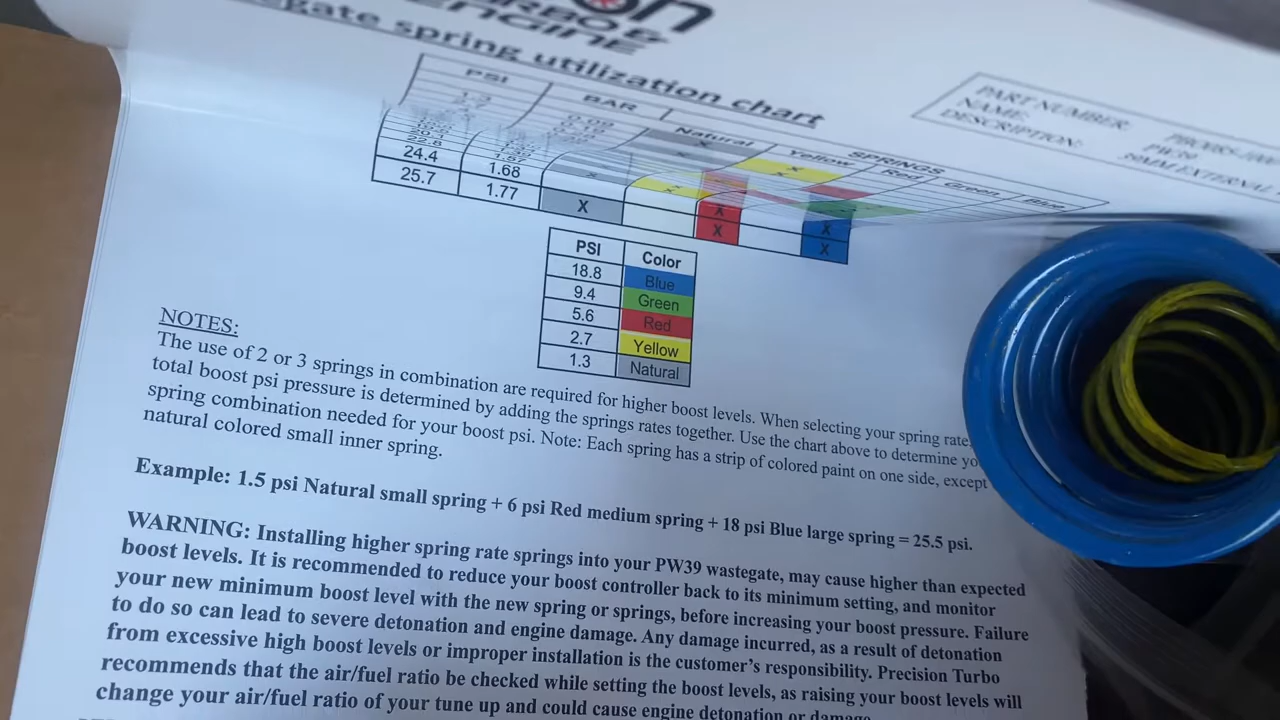 ENGINE
egate spring utilization chart
PSI BAR SPRINGS
Natural Yellow Red Green Blue
PART NUMBER:
NAME: PW39
DESCRIPTION: EXTERNAL
24.4 1.68 X X
25.7 1.77 X X X
PSI Color
18.8 Blue
9.4 Green
5.6 Red
2.7 Yellow
1.3 Natural
NOTES:
The use of 2 or 3 springs in combination are required for higher boost levels. When selecting your spring rate,
total boost psi pressure is determined by adding the springs rates together. Use the chart above to determine yo
spring combination needed for your boost psi. Note: Each spring has a strip of colored paint on one side, except
natural colored small inner spring.
Example: 1.5 psi Natural small spring + 6 psi Red medium spring + 18 psi Blue large spring = 25.5 psi.
WARNING: Installing higher spring rate springs into your PW39 wastegate, may cause higher than expected
boost levels. It is recommended to reduce your boost controller back to its minimum setting, and monitor
your new minimum boost level with the new spring or springs, before increasing your boost pressure. Failure
to do so can lead to severe detonation and engine damage. Any damage incurred, as a result of detonation
from excessive high boost levels or improper installation is the customer's responsibility. Precision Turbo
recommends that the air/fuel ratio be checked while setting the boost levels, as raising your boost levels will
change your air/fuel ratio of your tune up and could cause engine detonation or damage